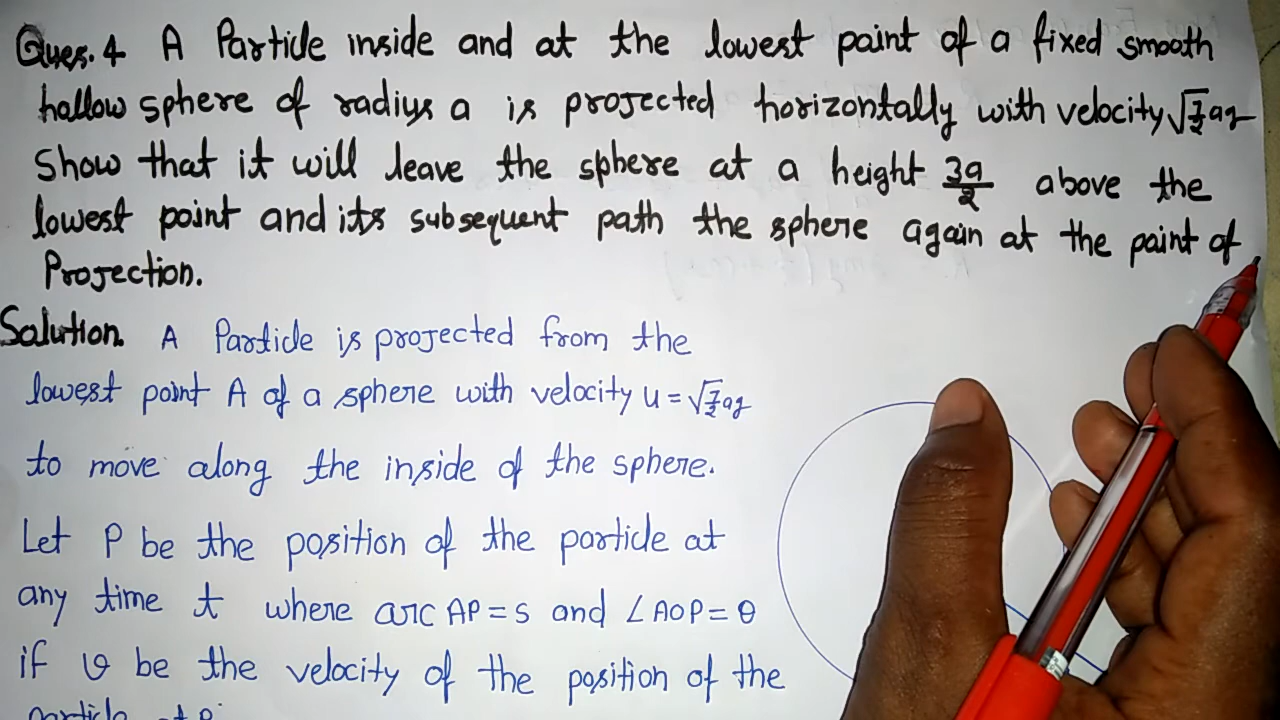 Ques. 4 A Particle inside and at the lowest paint of a fixed smooth
hallow sphere of radius a is projected horizontally with velocity √7/2 ag
Show that it will leave the sphere at a height 3a/2 above the
lowest point and its subsequent path the sphere again at the paint of
Projection.
Salution. A Particle is projected from the
lowest point A of a sphere with velocity u = √7/2 ag
to move along the inside of the sphere.
Let P be the position of the particle at
any time t where arc AP = s and ∠AOP = θ
if v be the velocity of the position of the
particle at P